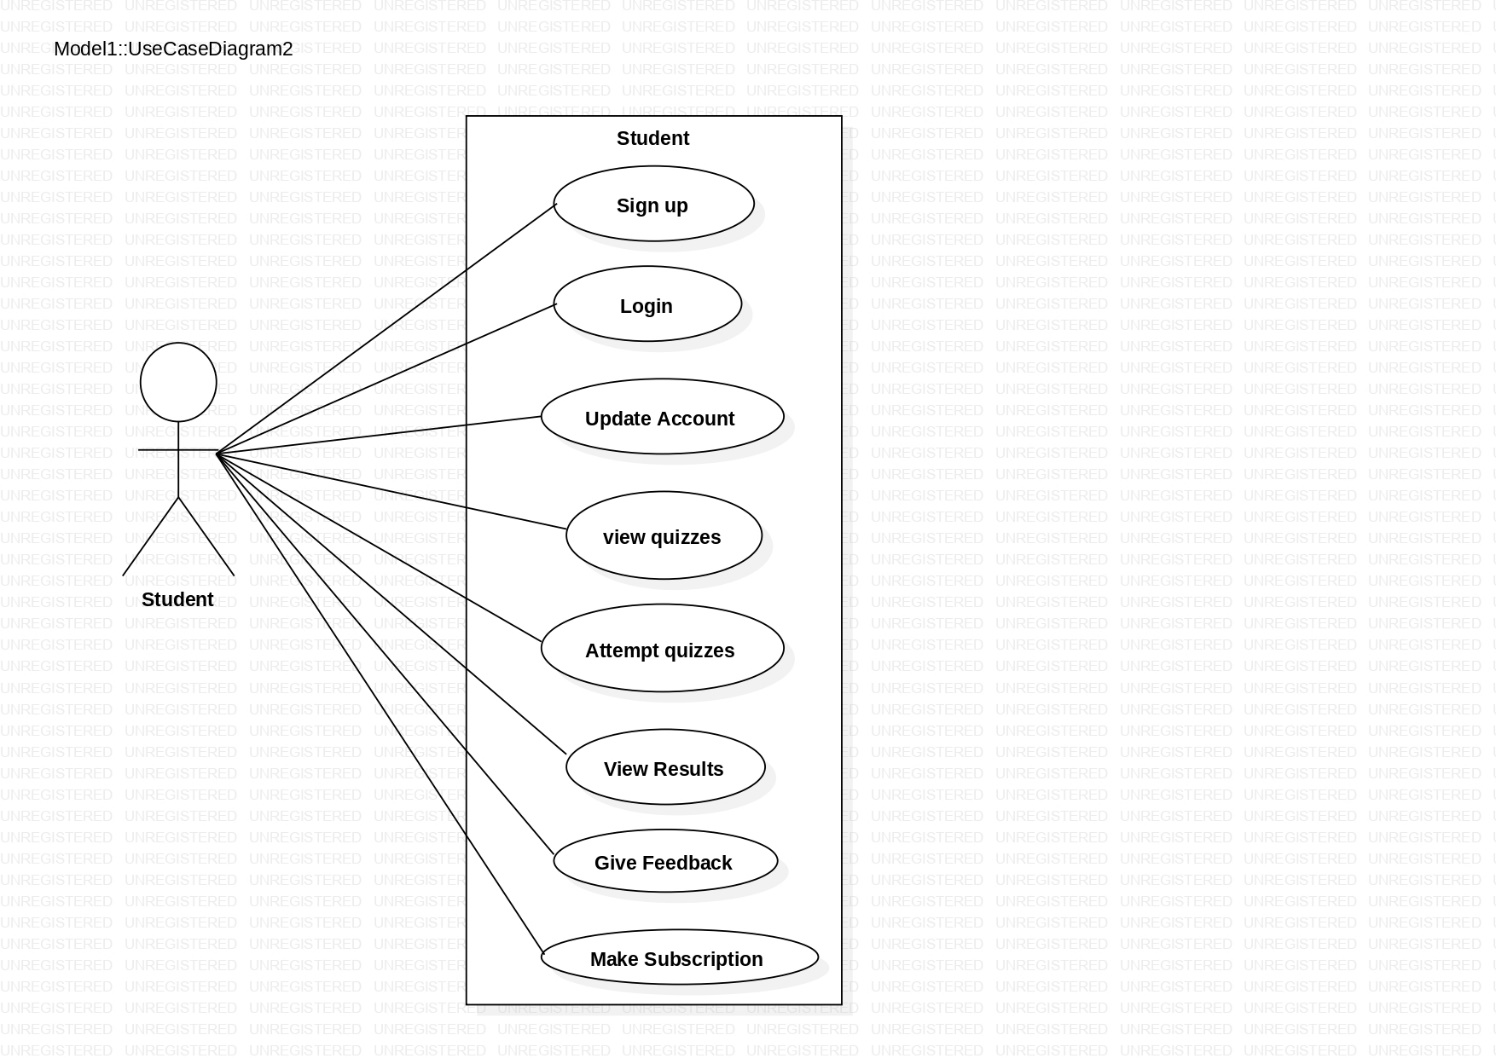 Model1::UseCaseDiagram2
Student
Sign up
Login
Update Account
view quizzes
Student
Attempt quizzes
View Results
Give Feedback
Make Subscription
UNREGISTERED